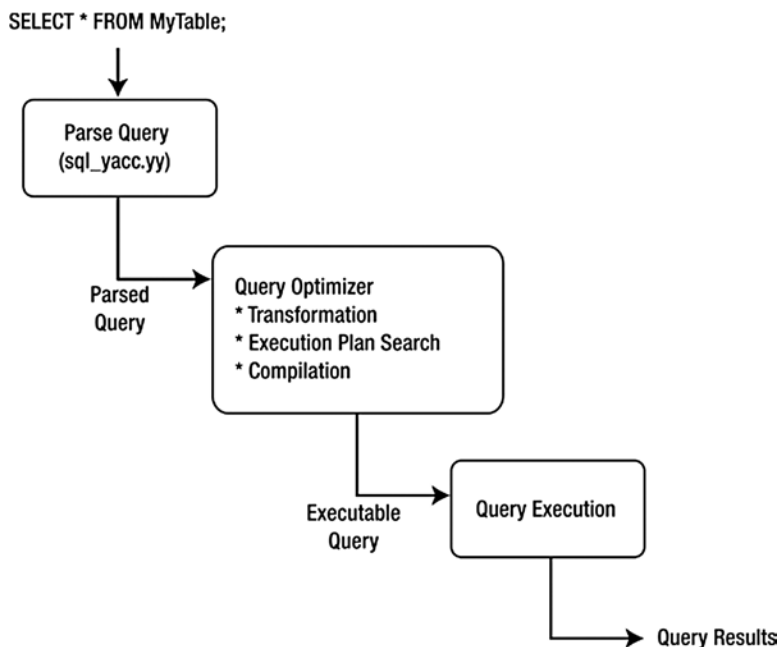 SELECT * FROM MyTable;
Parse Query
(sql_yacc.yy)
Parsed
Query
Query Optimizer
* Transformation
* Execution Plan Search
* Compilation
Executable
Query
Query Execution
Query Results